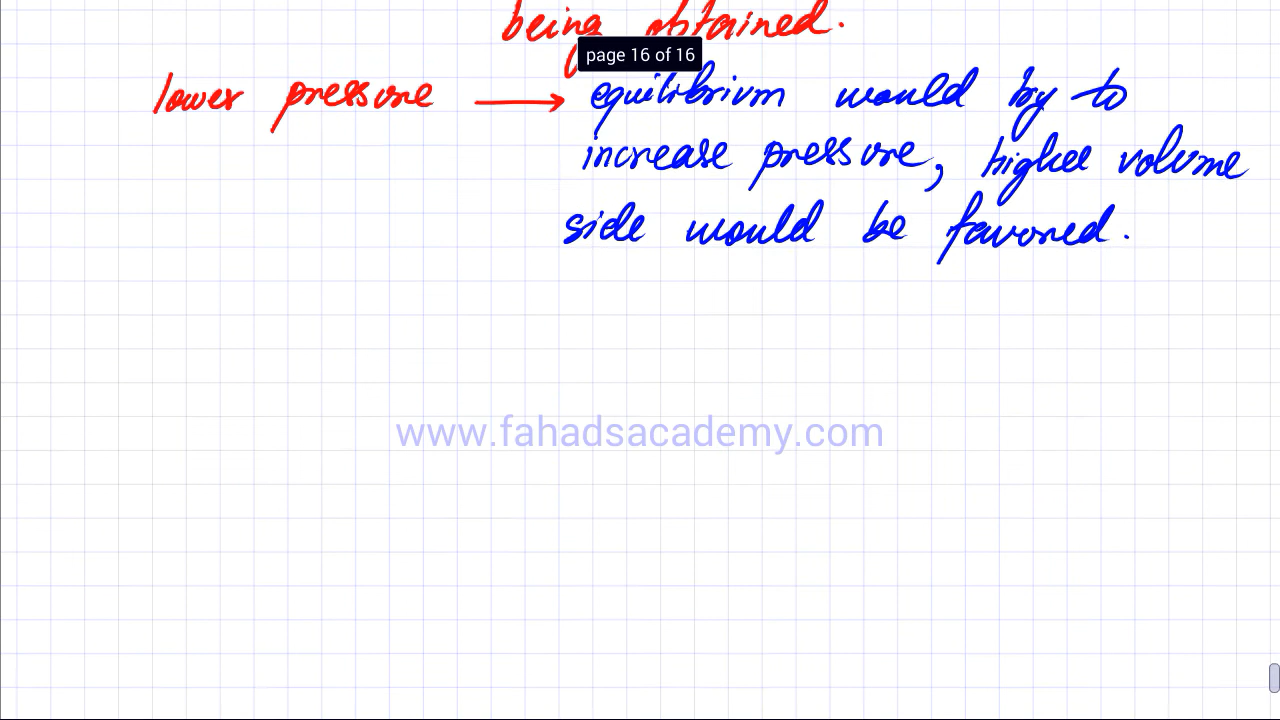 being obtained.
page 16 of 16
lower pressure → equilibrium would try to
increase pressure, higher volume
side would be favored.
www.fahadsacademy.com